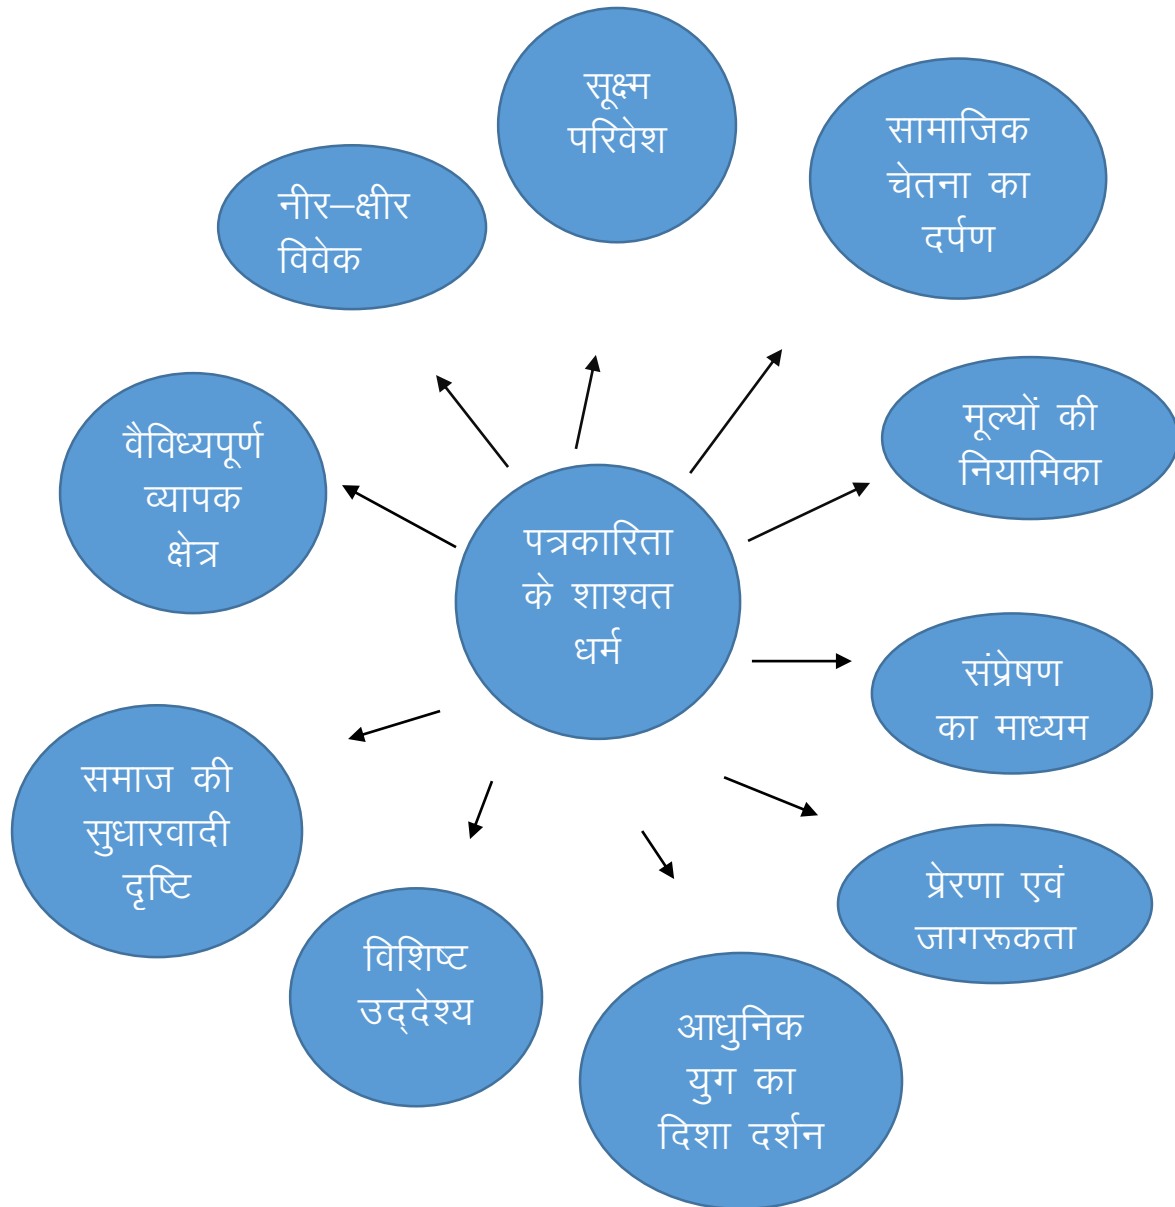 सूक्ष्म
परिवेश
सामाजिक
चेतना का
दर्पण
नीर–क्षीर
विवेक
मूल्यों की
नियामिका
वैविध्यपूर्ण
व्यापक
क्षेत्र
पत्रकारिता
के शाश्वत
धर्म
संप्रेषण
का माध्यम
समाज की
सुधारवादी
दृष्टि
प्रेरणा एवं
जागरूकता
विशिष्ट
उद्‌देश्य
आधुनिक
युग का
दिशा दर्शन